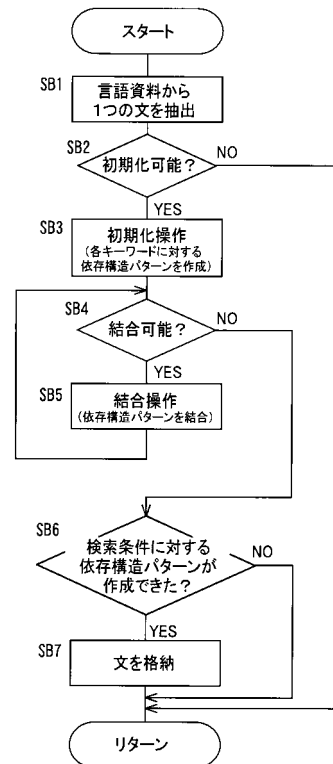 スタート
SB1
言語資料から
1つの文を抽出
SB2
初期化可能?
NO
YES
SB3
初期化操作
(各キーワードに対する
依存構造パターンを作成)
SB4
結合可能?
NO
YES
SB5
結合操作
(依存構造パターンを結合)
SB6
検索条件に対する
依存構造パターンが
作成できた?
NO
YES
SB7
文を格納
リターン